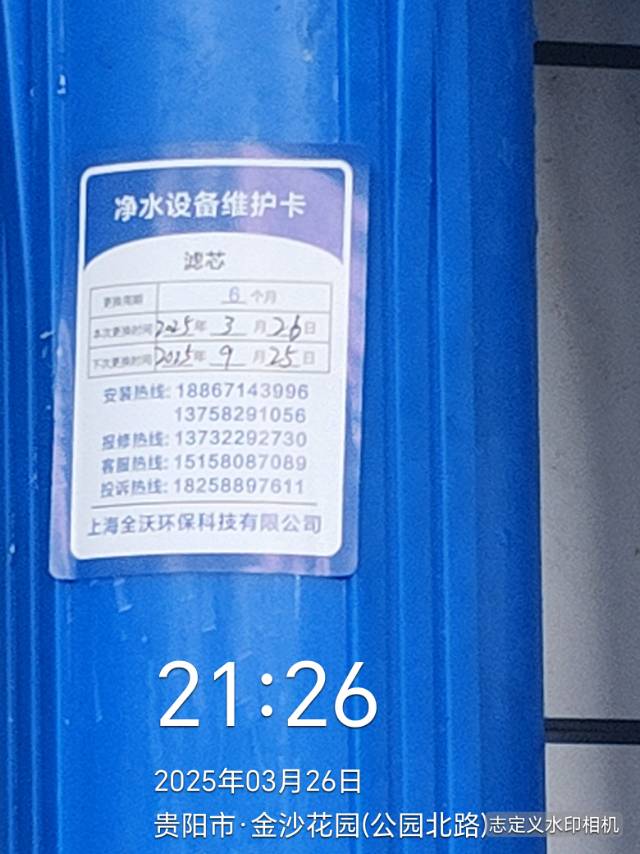 净水设备维护卡
滤芯
更换周期 6 个月
本次更换时间 2025年 3 月 26日
下次更换时间 2025年 9 月 25日
安装热线: 18867143996
13758291056
报修热线: 13732292730
客服热线: 15158087089
投诉热线: 18258897611
上海全沃环保科技有限公司
21:26
2025年03月26日
贵阳市·金沙花园(公园北路)
志定义水印相机